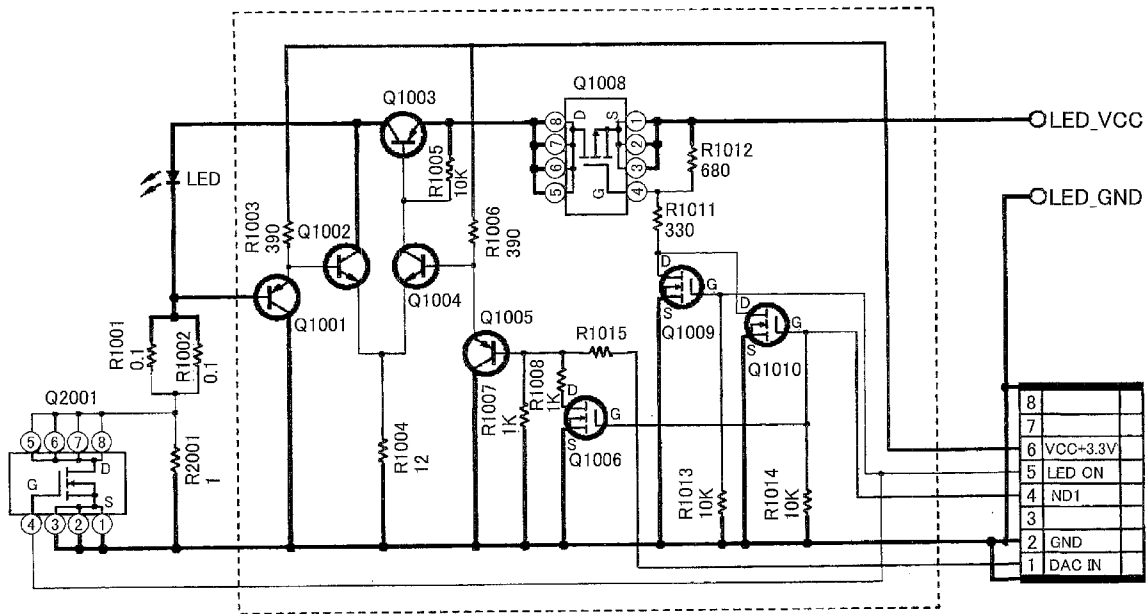 Q1008
Q1003
D
S
8
7
6
5
1
2
3
4
G
LED_VCC
R1012
680
R1005
10K
LED
R1011
330
LED_GND
R1003
390
Q1002
R1006
390
Q1004
Q1001
D
G
S
Q1009
D
G
S
Q1010
Q1005
R1015
R1001
0.1
R1002
0.1
R1007
1K
R1008
1K
D
G
S
Q1006
Q2001
5
6
7
8
D
G
S
4
3
2
1
R2001
1
R1004
12
R1013
10K
R1014
10K
8
7
6 VCC+3.3V
5 LED ON
4 ND1
3
2 GND
1 DAC IN